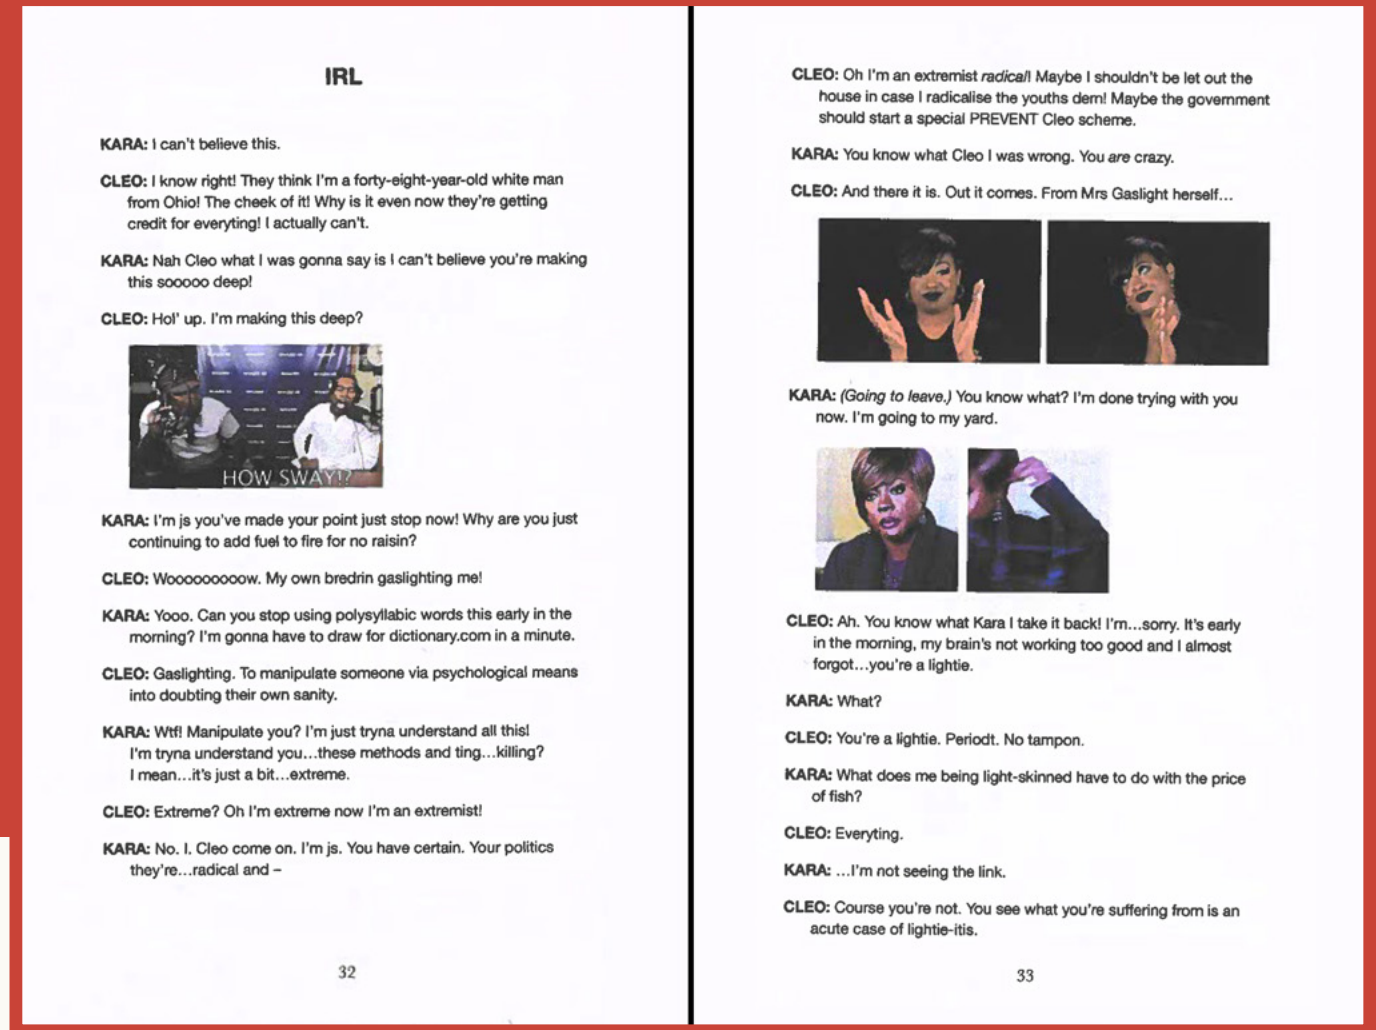 IRL
KARA: I can't believe this.
CLEO: I know right! They think I'm a forty-eight-year-old white man
from Ohio! The cheek of it! Why is it even now they're getting
credit for everyting! I actually can't.
KARA: Nah Cleo what I was gonna say is I can't believe you're making
this sooooo deep!
CLEO: Hol' up. I'm making this deep?
HOW SWAY!?
KARA: I'm js you've made your point just stop now! Why are you just
continuing to add fuel to fire for no raisin?
CLEO: Wooooooooow. My own bredrin gaslighting me!
KARA: Yooo. Can you stop using polysyllabic words this early in the
morning? I'm gonna have to draw for dictionary.com in a minute.
CLEO: Gaslighting. To manipulate someone via psychological means
into doubting their own sanity.
KARA: Wtf! Manipulate you? I'm just tryna understand all this!
I'm tryna understand you...these methods and ting...killing?
I mean...it's just a bit...extreme.
CLEO: Extreme? Oh I'm extreme now I'm an extremist!
KARA: No. I. Cleo come on. I'm js. You have certain. Your politics
they're...radical and –
32
CLEO: Oh I'm an extremist radical! Maybe I shouldn't be let out the
house in case I radicalise the youths dem! Maybe the government
should start a special PREVENT Cleo scheme.
KARA: You know what Cleo I was wrong. You are crazy.
CLEO: And there it is. Out it comes. From Mrs Gaslight herself...
KARA: (Going to leave.) You know what? I'm done trying with you
now. I'm going to my yard.
CLEO: Ah. You know what Kara I take it back! I'm...sorry. It's early
in the morning, my brain's not working too good and I almost
forgot...you're a lightie.
KARA: What?
CLEO: You're a lightie. Periodt. No tampon.
KARA: What does me being light-skinned have to do with the price
of fish?
CLEO: Everyting.
KARA: ...I'm not seeing the link.
CLEO: Course you're not. You see what you're suffering from is an
acute case of lightie-itis.
33